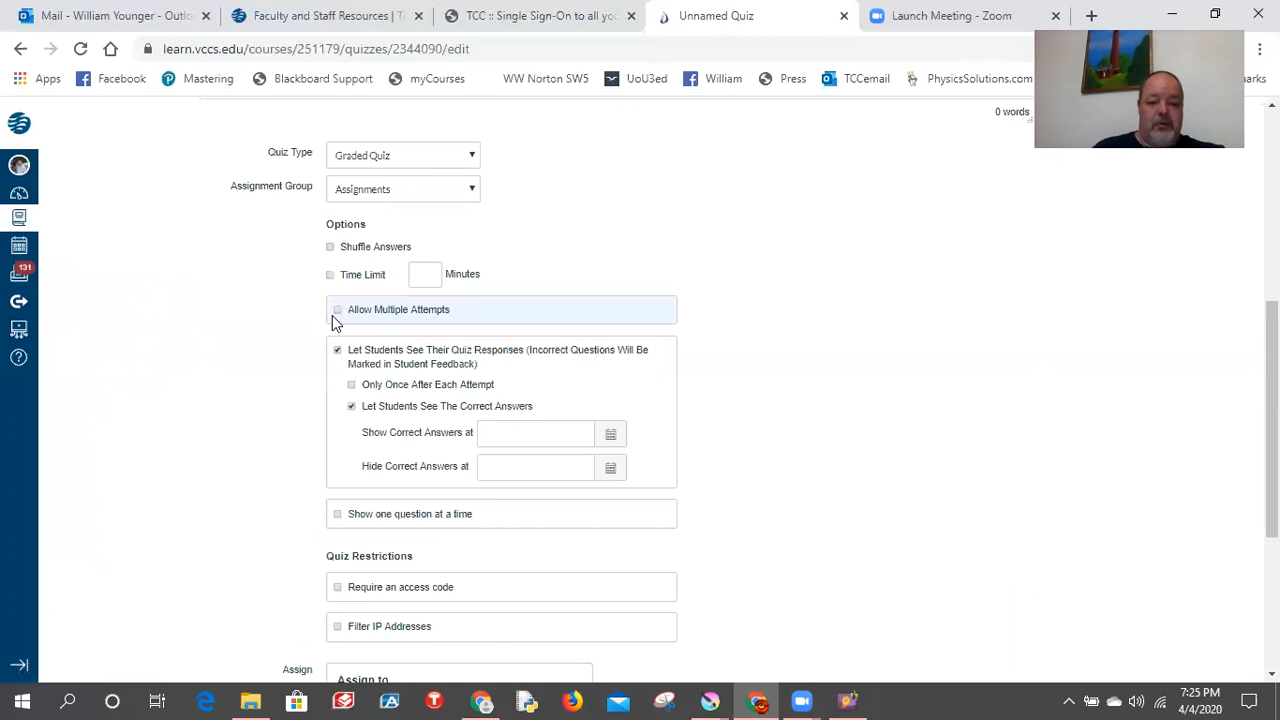 Mail - William Younger - Outlo
Faculty and Staff Resources | T
TCC :: Single Sign-On to all yo
Unnamed Quiz
Launch Meeting - Zoom
learn.vccs.edu/courses/251179/quizzes/2344090/edit
Apps
Facebook
Mastering
Blackboard Support
myCourses
WW Norton SW5
UoU3ed
William
Press
TCCemail
PhysicsSolutions.com
marks
0 words
Quiz Type
Graded Quiz
Assignment Group
Assignments
Options
Shuffle Answers
Time Limit
Minutes
Allow Multiple Attempts
131
Let Students See Their Quiz Responses (Incorrect Questions Will Be
Marked in Student Feedback)
Only Once After Each Attempt
Let Students See The Correct Answers
Show Correct Answers at
Hide Correct Answers at
Show one question at a time
Quiz Restrictions
Require an access code
Filter IP Addresses
Assign
Assign to
7:25 PM
4/4/2020